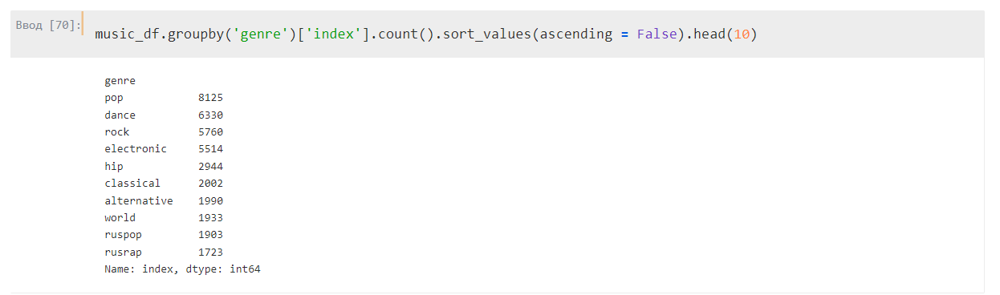 Ввод [70]:
music_df.groupby('genre')['index'].count().sort_values(ascending = False).head(10)
genre
pop 8125
dance 6330
rock 5760
electronic 5514
hip 2944
classical 2002
alternative 1990
world 1933
ruspop 1903
rusrap 1723
Name: index, dtype: int64